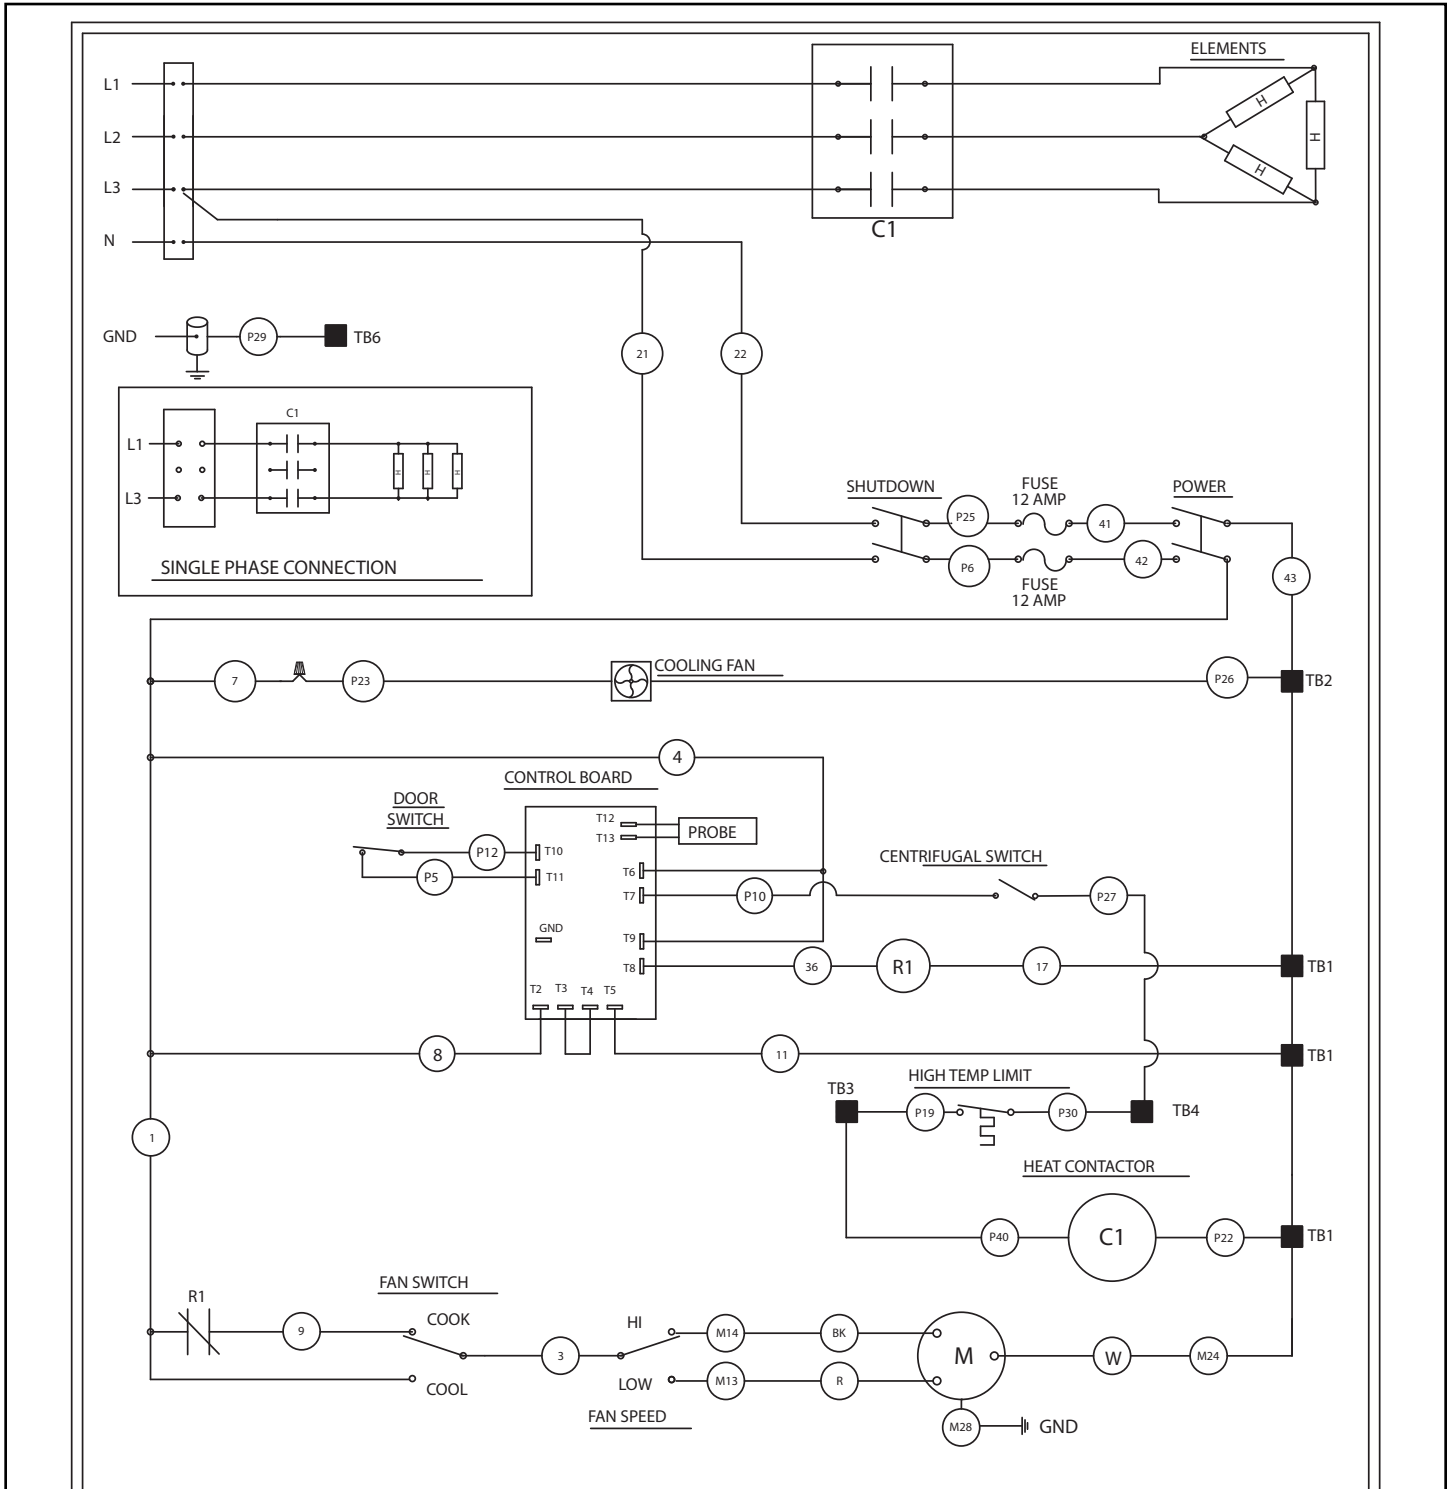 ELEMENTS
L1
L2
L3
N
C1
GND
P29
TB6
21
22
C1
L1
L3
H
H
H
H
H
H
SINGLE PHASE CONNECTION
SHUTDOWN
FUSE
12 AMP
POWER
P25
41
P6
42
FUSE
12 AMP
43
7
P23
COOLING FAN
P26
TB2
4
CONTROL BOARD
DOOR
SWITCH
P12
P5
T10
T11
T12
T13
PROBE
T6
T7
P10
CENTRIFUGAL SWITCH
P27
GND
T9
T8
36
R1
17
TB1
T2
T3
T4
T5
8
11
TB1
HIGH TEMP LIMIT
TB3
P19
P30
TB4
1
HEAT CONTACTOR
P40
C1
P22
TB1
FAN SWITCH
R1
9
COOK
COOL
3
HI
LOW
FAN SPEED
M14
BK
M13
R
M
W
M24
M28
GND